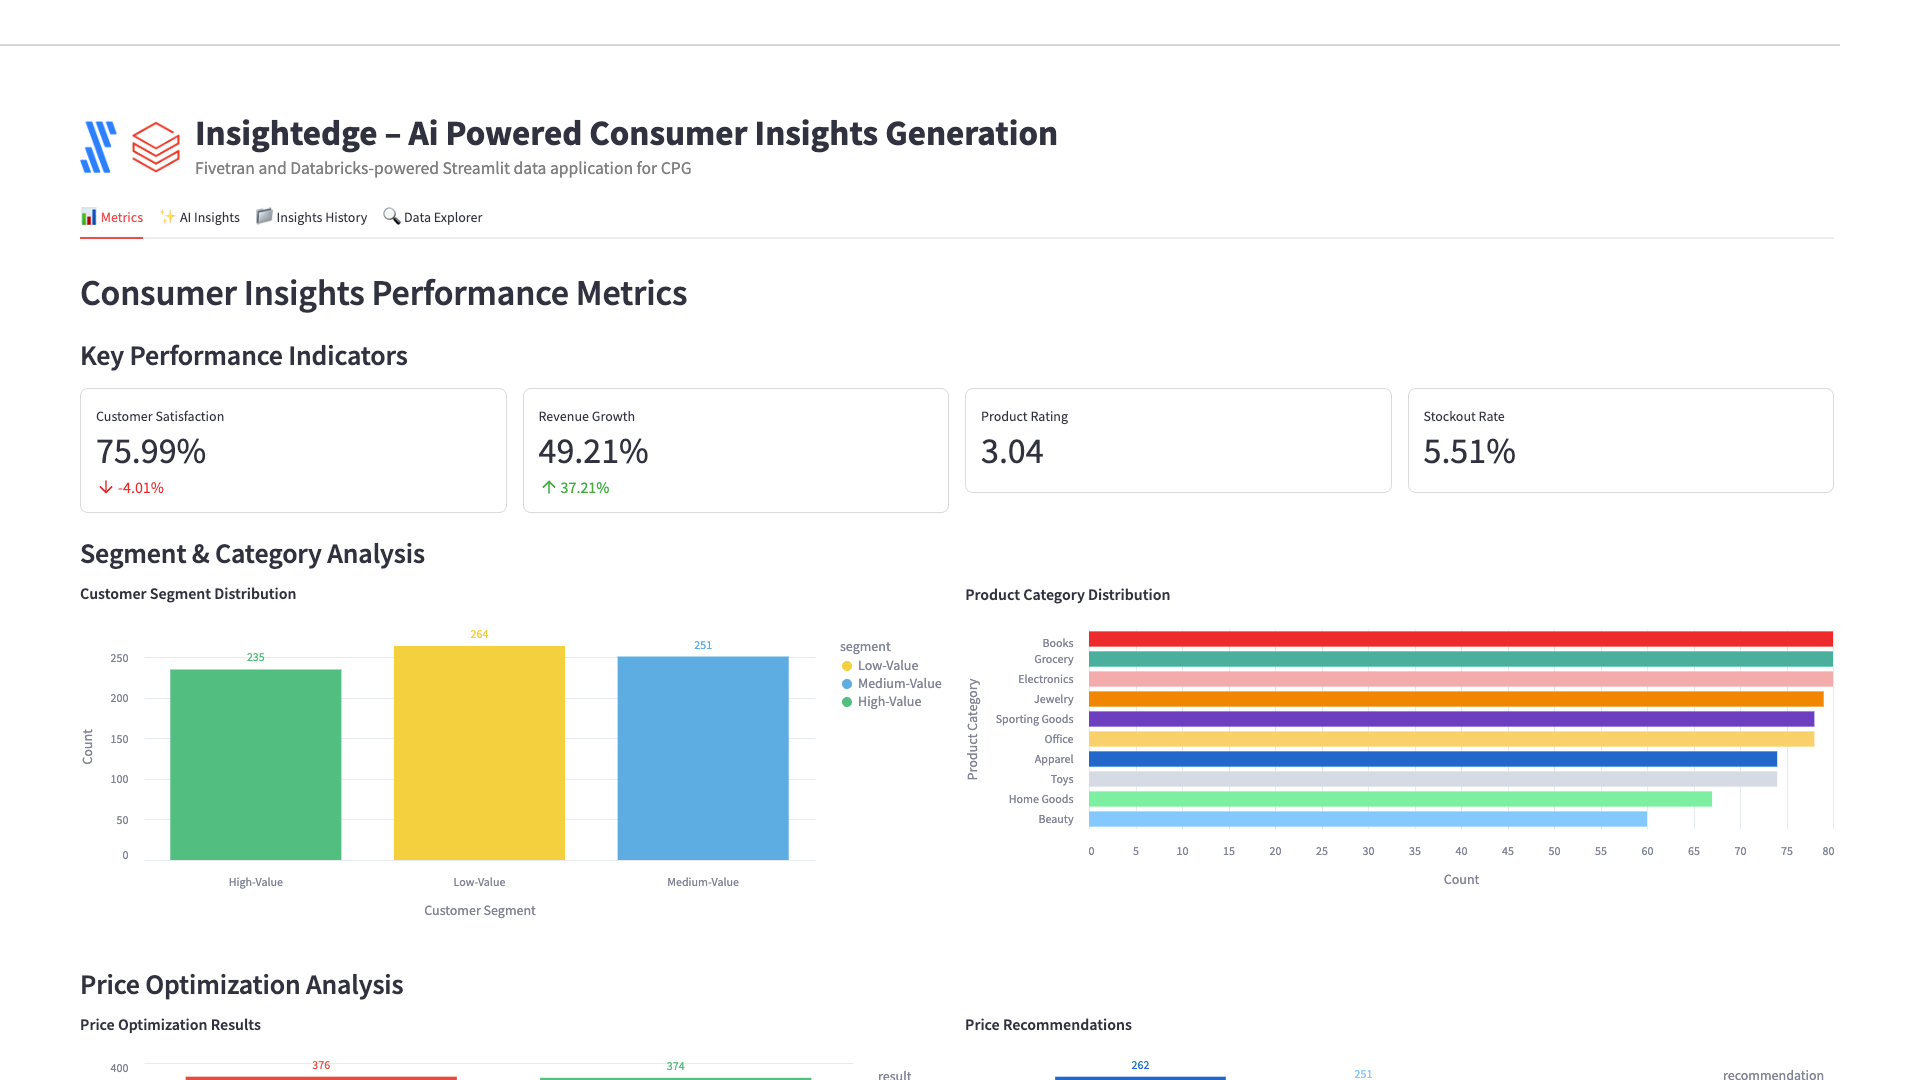 Insightedge – Ai Powered Consumer Insights Generation
Fivetran and Databricks-powered Streamlit data application for CPG
Metrics
AI Insights
Insights History
Data Explorer
Consumer Insights Performance Metrics
Key Performance Indicators
Customer Satisfaction
75.99%
-4.01%
Revenue Growth
49.21%
37.21%
Product Rating
3.04
Stockout Rate
5.51%
Segment & Category Analysis
Customer Segment Distribution
Count
250
200
150
100
50
0
235
264
251
High-Value
Low-Value
Medium-Value
Customer Segment
segment
Low-Value
Medium-Value
High-Value
Product Category Distribution
Product Category
Books
Grocery
Electronics
Jewelry
Sporting Goods
Office
Apparel
Toys
Home Goods
Beauty
0 5 10 15 20 25 30 35 40 45 50 55 60 65 70 75 80
Count
Price Optimization Analysis
Price Optimization Results
400
376
374
result
Price Recommendations
262
251
recommendation